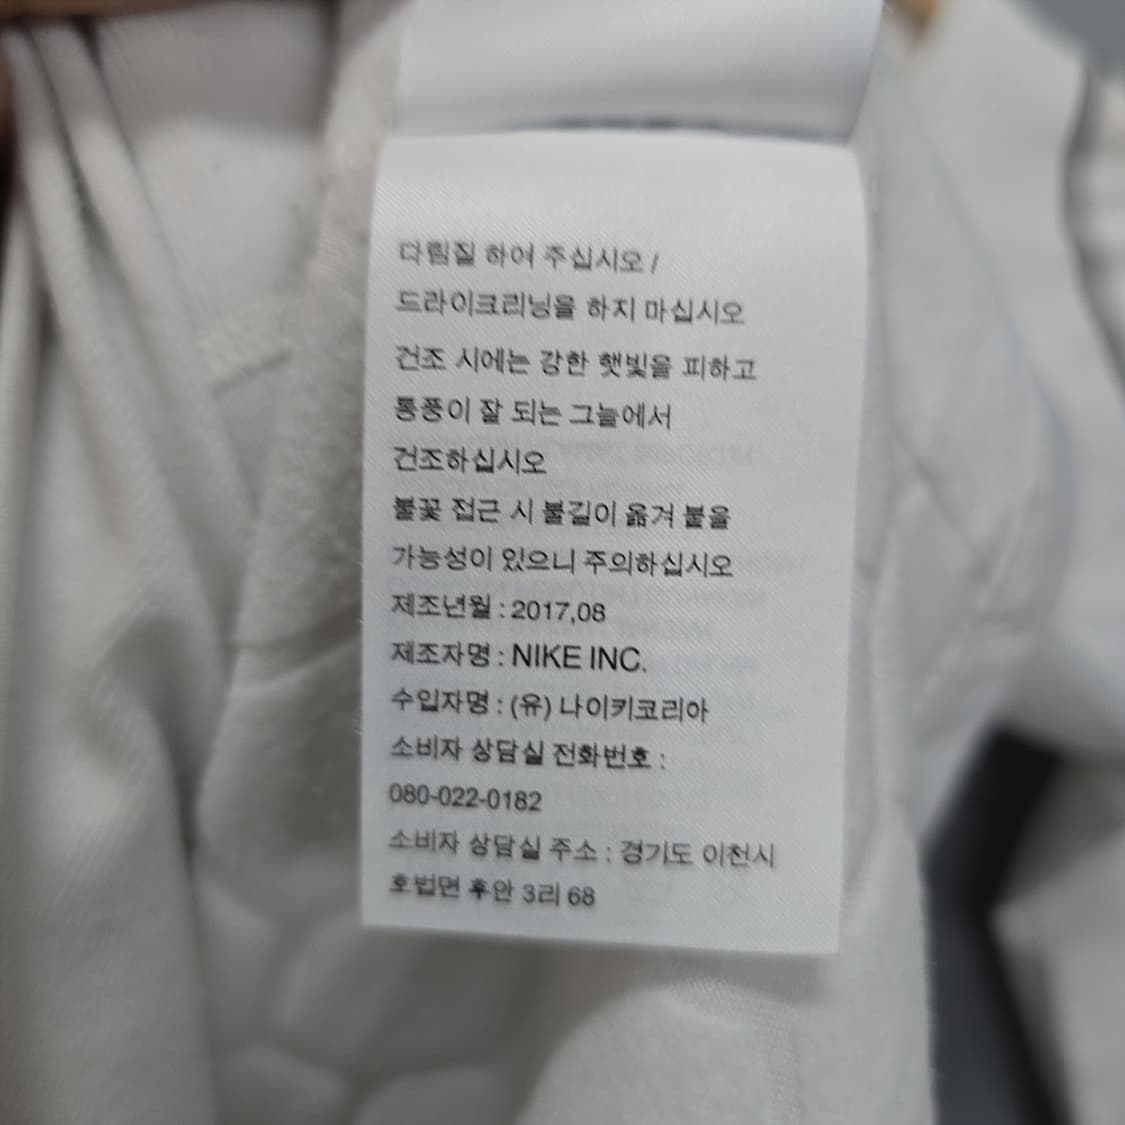 다림질 하여 주십시오 /
드라이크리닝을 하지 마십시오
건조 시에는 강한 햇빛을 피하고
통풍이 잘 되는 그늘에서
건조하십시오
불꽃 접근 시 불길이 옮겨 붙을
가능성이 있으니 주의하십시오
제조년월 : 2017,08
제조자명 : NIKE INC.
수입자명 : (유) 나이키코리아
소비자 상담실 전화번호 :
080-022-0182
소비자 상담실 주소 : 경기도 이천시
호법면 후안 3리 68